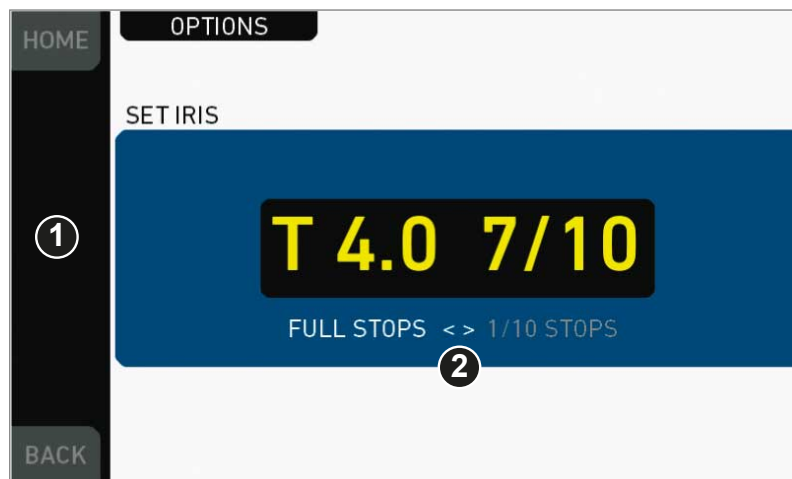 HOME
OPTIONS
SET IRIS
1
T 4.0 7/10
FULL STOPS < > 1/10 STOPS
2
BACK